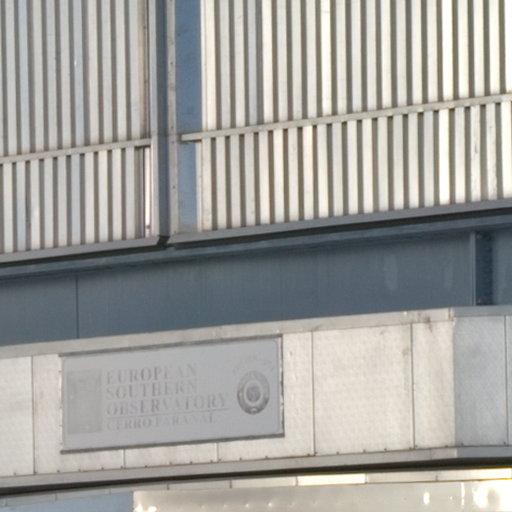 EUROPEAN
SOUTHERN
OBSERVATORY
CERRO PARANAL